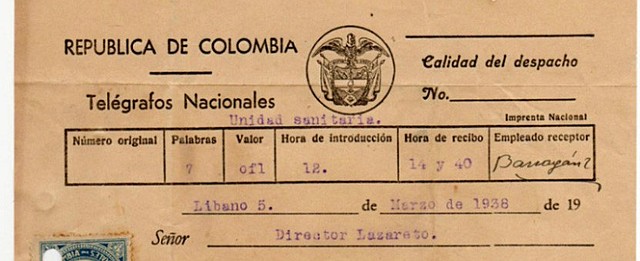 REPUBLICA DE COLOMBIA
Calidad del despacho
No.
Telégrafos Nacionales
Imprenta Nacional
Unidad sanitaria.
Número original Palabras Valor Hora de introducción Hora de recibo Empleado receptor
7 ofl 12. 14 y 40 Barragán
Libano 5. de Marzo de 1938 de 19
Señor Director Lazareto.